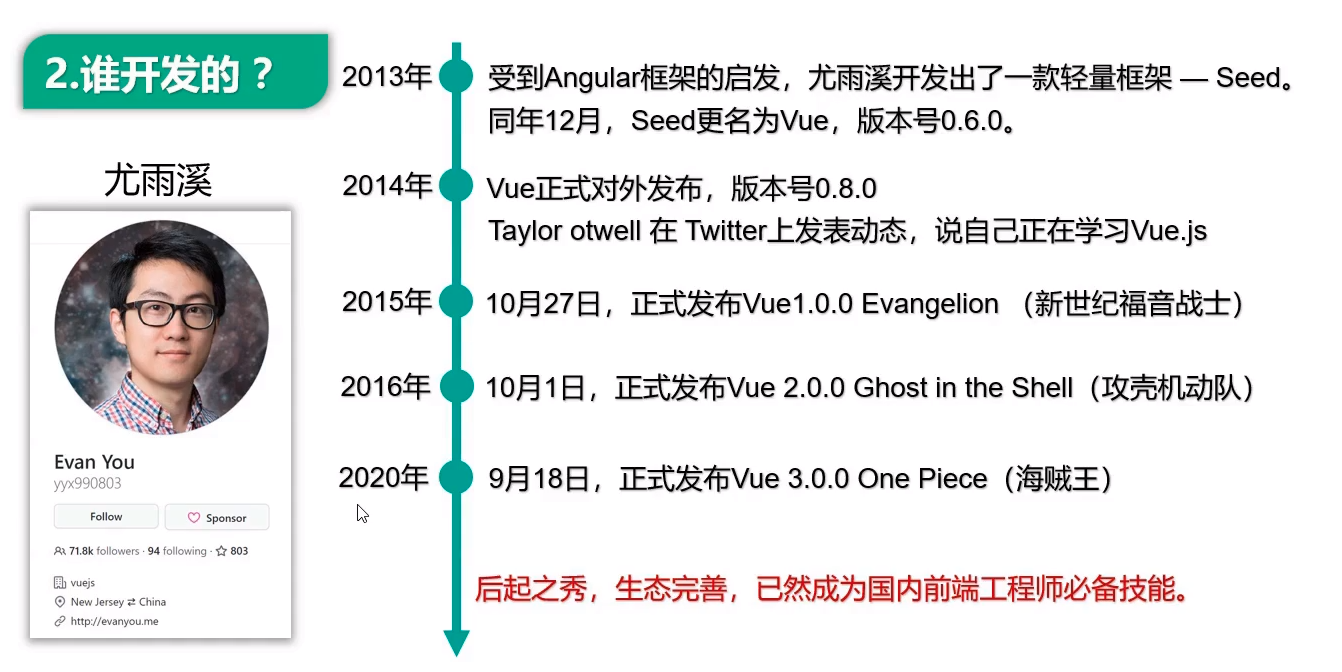 2.谁开发的？
尤雨溪
Evan You
yyx990803
Follow
Sponsor
71.8k followers · 94 following · 803
vuejs
New Jersey ⇄ China
http://evanyou.me
2013年
受到Angular框架的启发，尤雨溪开发出了一款轻量框架 — Seed。
同年12月，Seed更名为Vue，版本号0.6.0。
2014年
Vue正式对外发布，版本号0.8.0
Taylor otwell 在 Twitter上发表动态，说自己正在学习Vue.js
2015年
10月27日，正式发布Vue1.0.0 Evangelion （新世纪福音战士）
2016年
10月1日，正式发布Vue 2.0.0 Ghost in the Shell（攻壳机动队）
2020年
9月18日，正式发布Vue 3.0.0 One Piece（海贼王）
后起之秀，生态完善，已然成为国内前端工程师必备技能。